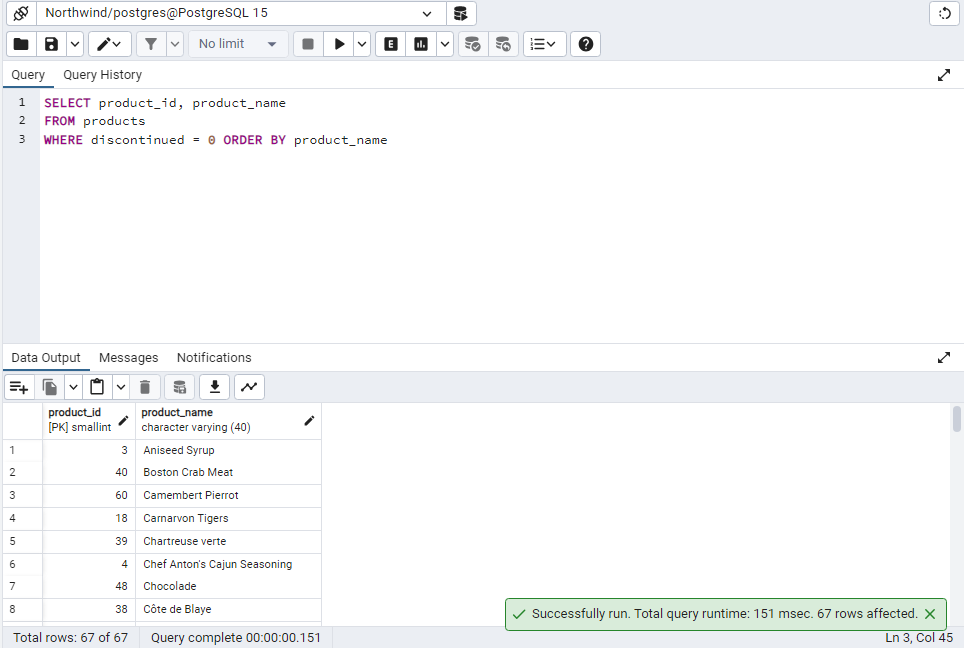 Northwind/postgres@PostgreSQL 15
No limit
E
Query Query History
1 SELECT product_id, product_name
2 FROM products
3 WHERE discontinued = 0 ORDER BY product_name
Data Output Messages Notifications
product_id product_name
[PK] smallint character varying (40)
1 3 Aniseed Syrup
2 40 Boston Crab Meat
3 60 Camembert Pierrot
4 18 Carnarvon Tigers
5 39 Chartreuse verte
6 4 Chef Anton's Cajun Seasoning
7 48 Chocolade
8 38 Côte de Blaye
Successfully run. Total query runtime: 151 msec. 67 rows affected.
Total rows: 67 of 67 Query complete 00:00:00.151 Ln 3, Col 45